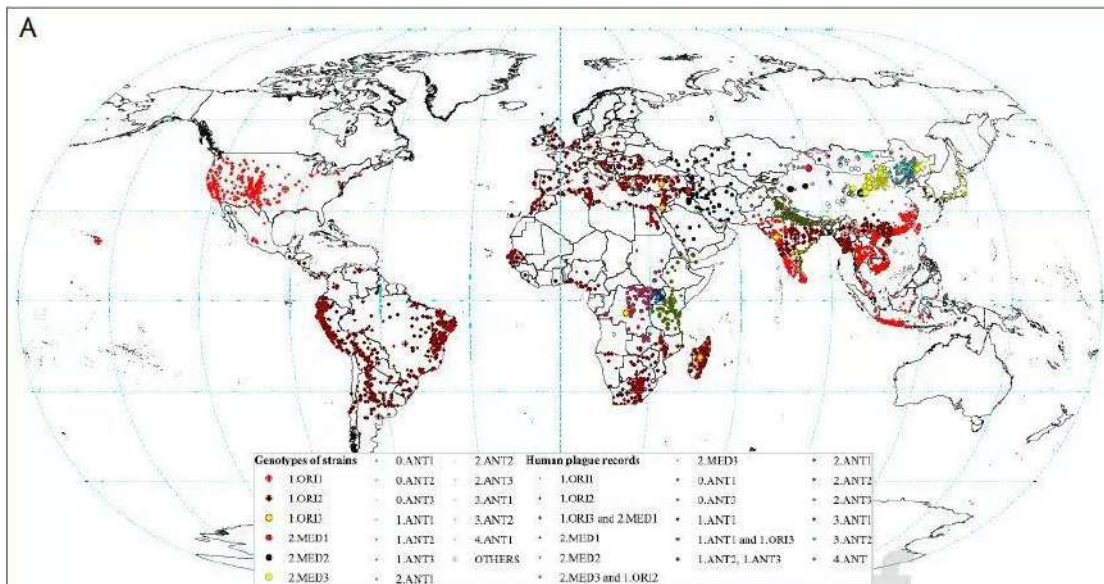 A
Genotypes of strains
1.ORI1
1.ORI2
1.ORI3
2.MED1
2.MED2
2.MED3
0.ANT1
0.ANT2
0.ANT3
1.ANT1
1.ANT2
1.ANT3
2.ANT1
2.ANT2
2.ANT3
3.ANT1
3.ANT2
4.ANT1
OTHERS
Human plague records
1.ORI1
1.ORI2
1.ORI3 and 2.MED1
2.MED1
2.MED2
2.MED3 and 1.ORI2
2.MED3
0.ANT1
0.ANT3
1.ANT1
1.ANT1 and 1.ORI3
1.ANT2, 1.ANT3
2.ANT1
2.ANT2
2.ANT3
3.ANT1
3.ANT2
4.ANT